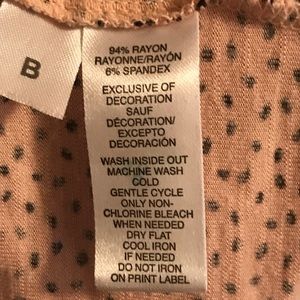 B
94% RAYON
RAYONNE/RAYÓN
6% SPANDEX
EXCLUSIVE OF
DECORATION
SAUF
DÉCORATION/
EXCEPTO
DECORACIÓN
WASH INSIDE OUT
MACHINE WASH
COLD
GENTLE CYCLE
ONLY NON-
CHLORINE BLEACH
WHEN NEEDED
DRY FLAT
COOL IRON
IF NEEDED
DO NOT IRON
ON PRINT LABEL